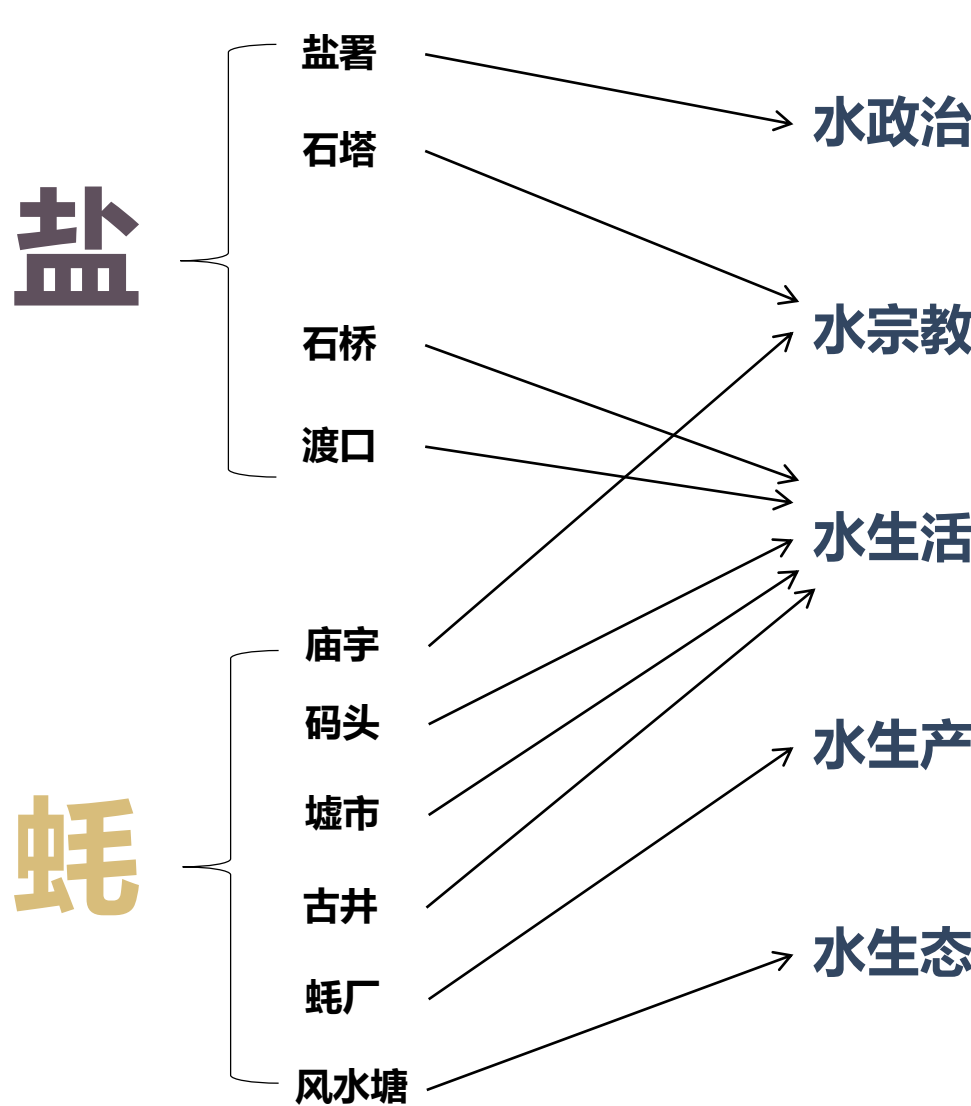 盐
盐署
石塔
石桥
渡口
蚝
庙宇
码头
墟市
古井
蚝厂
风水塘
水政治
水宗教
水生活
水生产
水生态